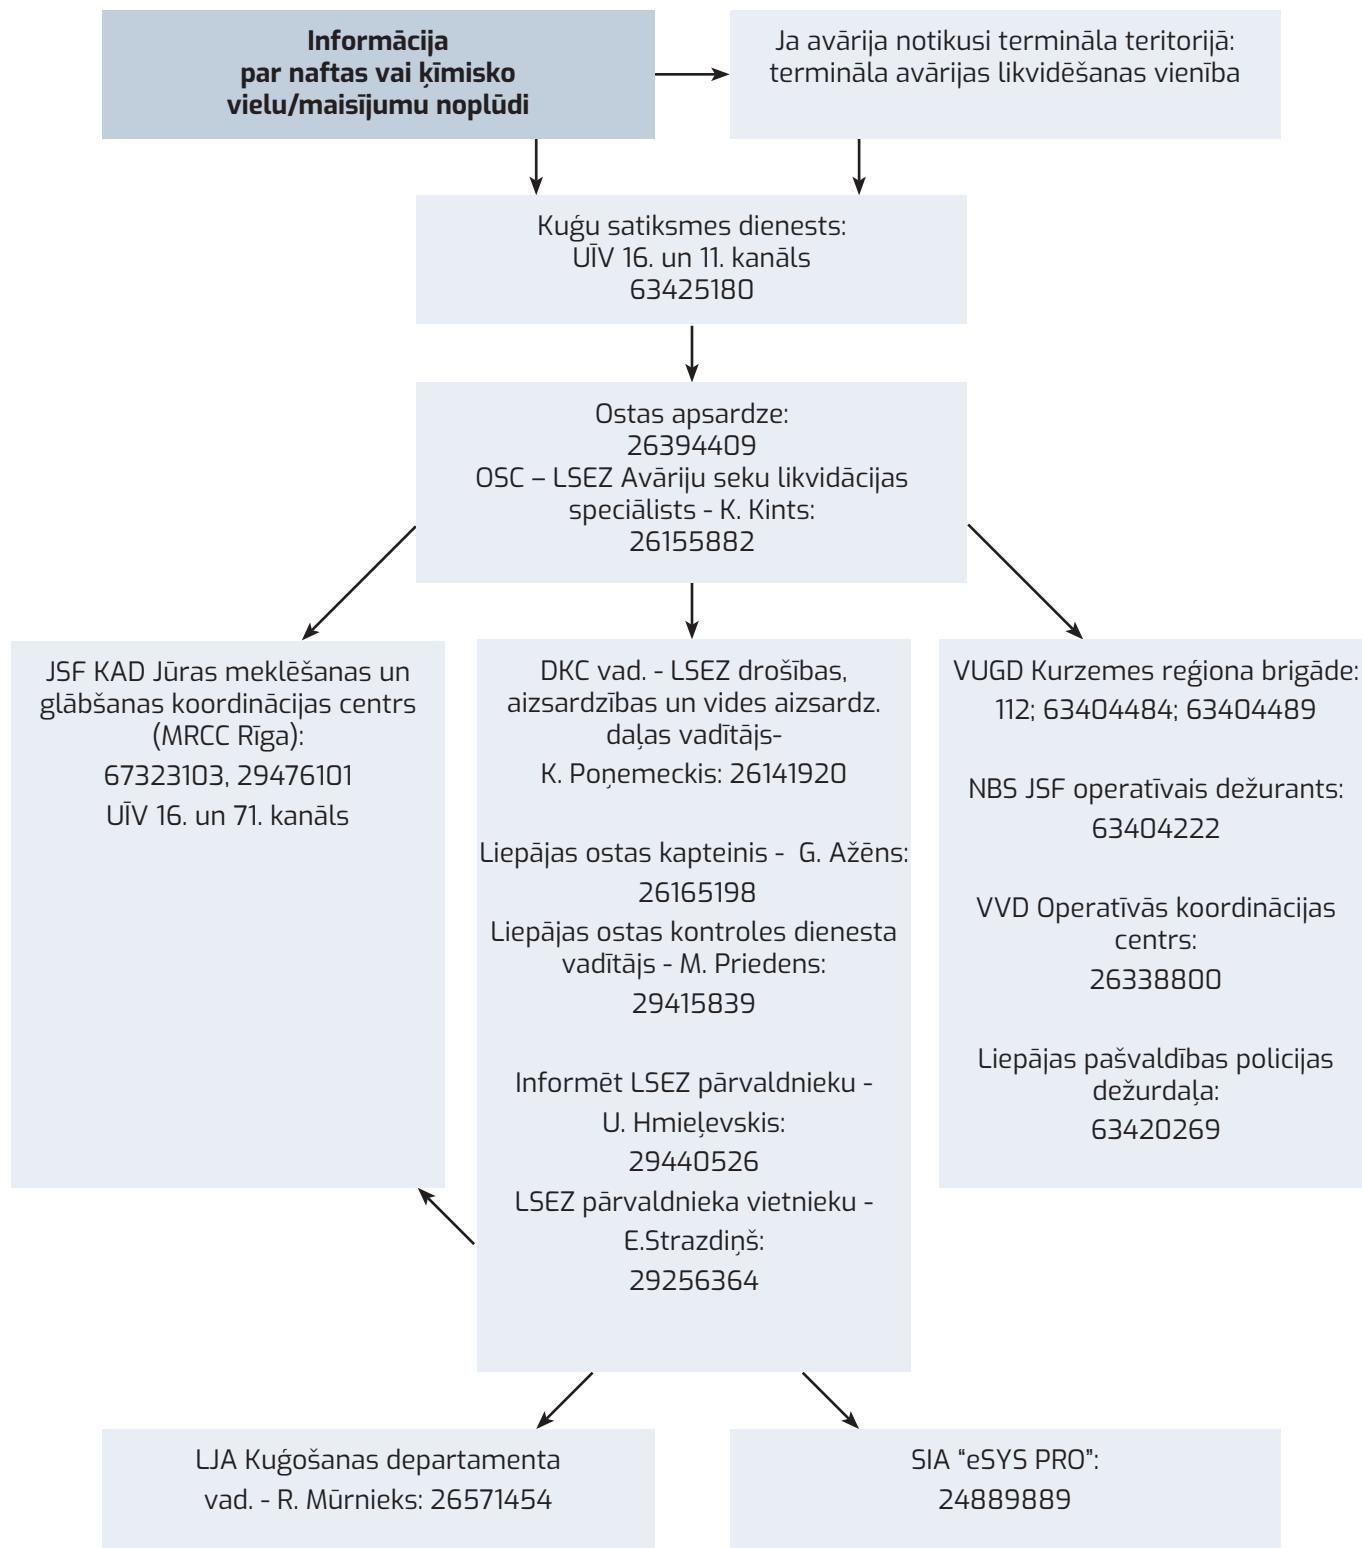 Informācija
par naftas vai ķīmisko
vielu/maisījumu noplūdi
Ja avārija notikusi termināla teritorijā:
termināla avārijas likvidēšanas vienība
Kuģu satiksmes dienests:
UĪV 16. un 11. kanāls
63425180
Ostas apsardze:
26394409
OSC – LSEZ Avāriju seku likvidācijas
speciālists - K. Kints:
26155882
JSF KAD Jūras meklēšanas un
glābšanas koordinācijas centrs
(MRCC Rīga):
67323103, 29476101
UĪV 16. un 71. kanāls
DKC vad. - LSEZ drošības,
aizsardzības un vides aizsardz.
daļas vadītājs-
K. Poņemeckis: 26141920
Liepājas ostas kapteinis - G. Ažēns:
26165198
Liepājas ostas kontroles dienesta
vadītājs - M. Priedens:
29415839
Informēt LSEZ pārvaldnieku -
U. Hmieļevskis:
29440526
LSEZ pārvaldnieka vietnieku -
E.Strazdiņš:
29256364
VUGD Kurzemes reģiona brigāde:
112; 63404484; 63404489
NBS JSF operatīvais dežurants:
63404222
VVD Operatīvās koordinācijas
centrs:
26338800
Liepājas pašvaldības policijas
dežurdaļa:
63420269
LJA Kuģošanas departamenta
vad. - R. Mūrnieks: 26571454
SIA “eSYS PRO”:
24889889